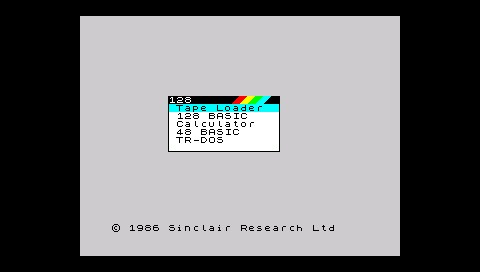 128
Tape Loader
128 BASIC
Calculator
48 BASIC
TR-DOS
© 1986 Sinclair Research Ltd